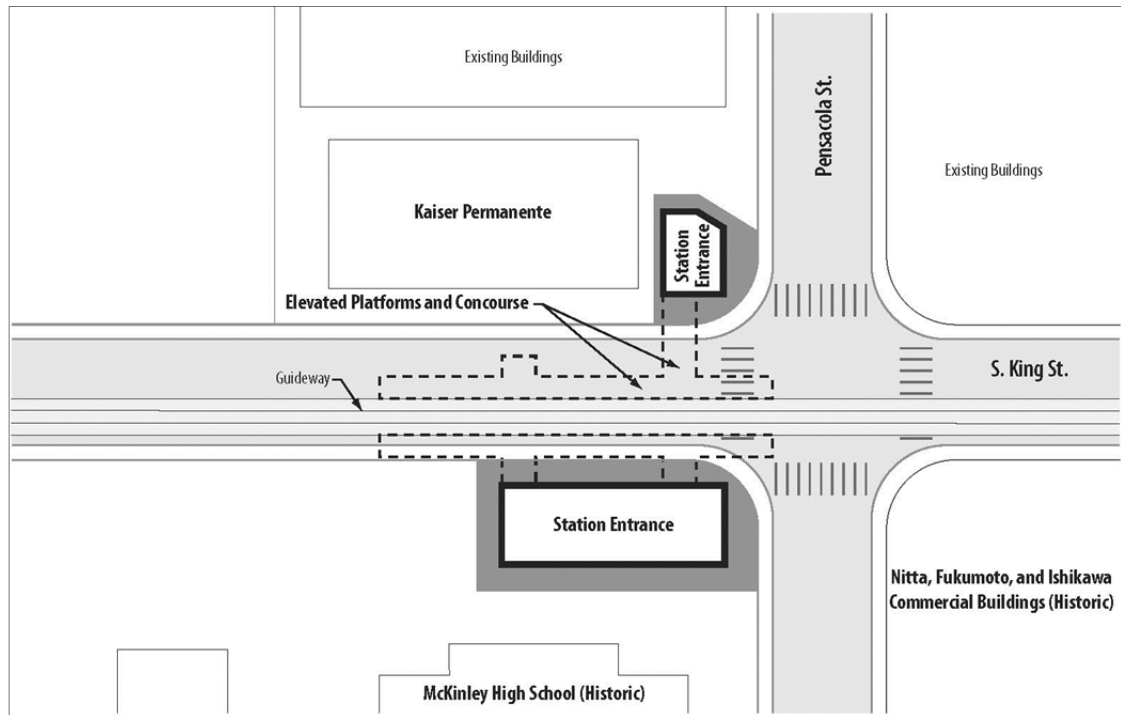 Existing Buildings
Pensacola St.
Existing Buildings
Kaiser Permanente
Station
Entrance
Elevated Platforms and Concourse
S. King St.
Guideway
Station Entrance
Nitta, Fukumoto, and Ishikawa
Commercial Buildings (Historic)
McKinley High School (Historic)